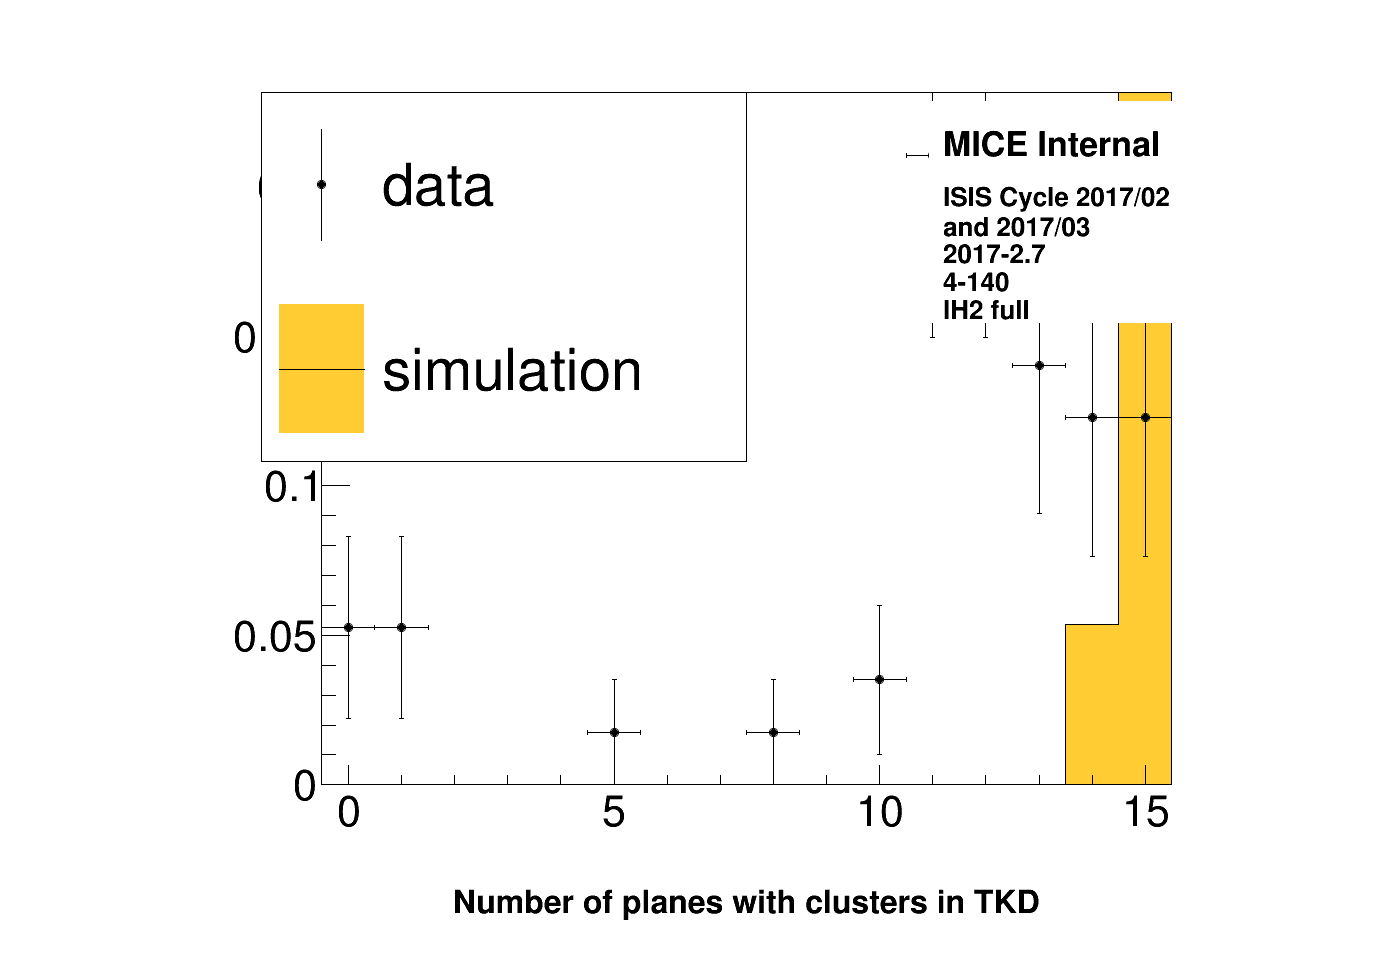 data
MICE Internal
ISIS Cycle 2017/02
and 2017/03
2017-2.7
4-140
IH2 full
0
simulation
0.1
0.05
0
0 5 10 15
Number of planes with clusters in TKD